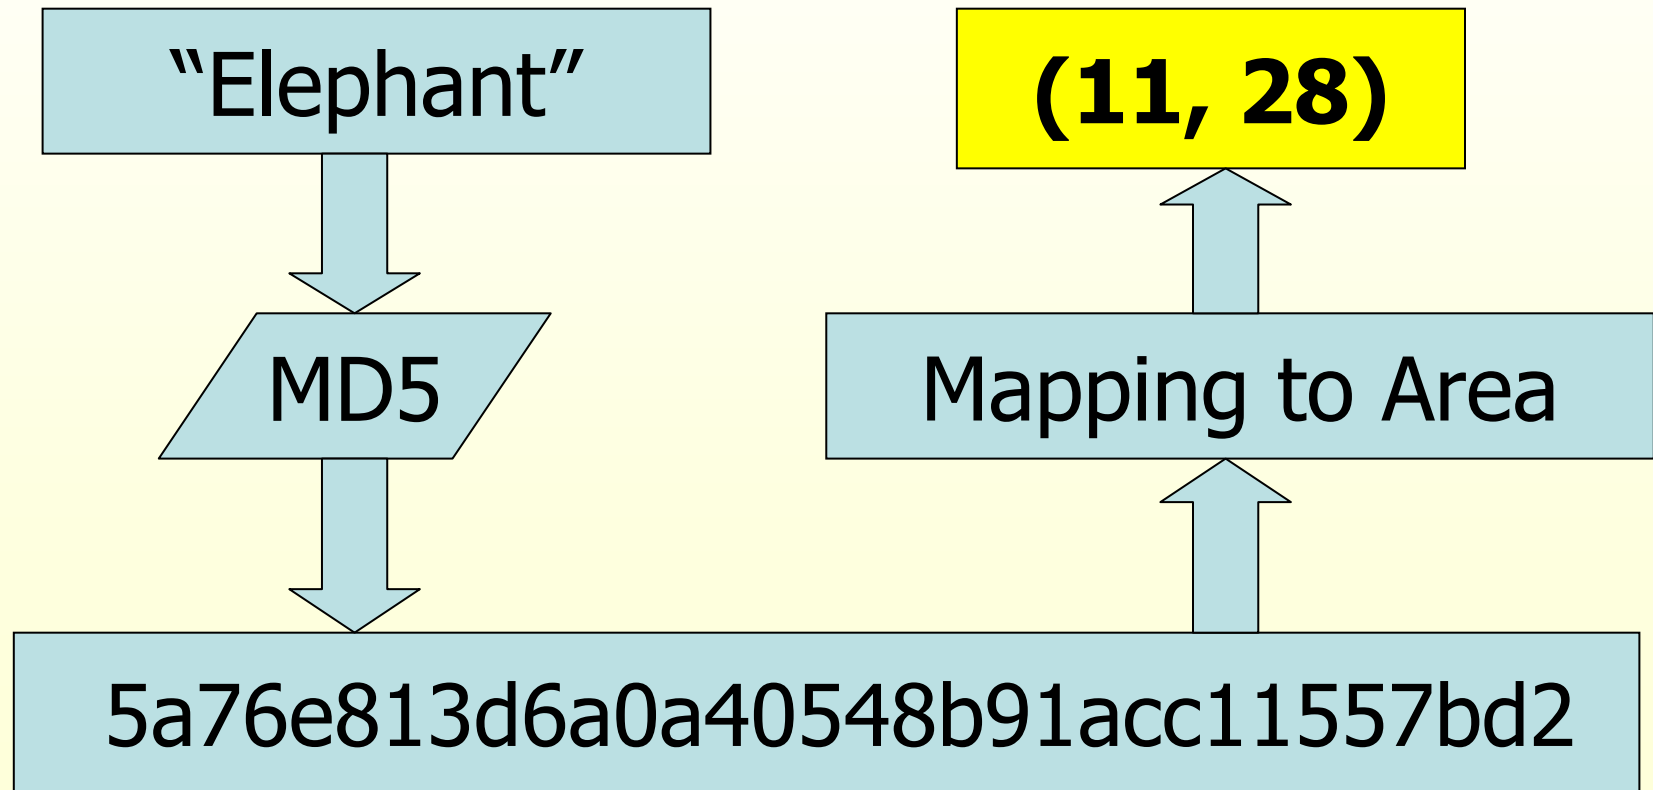 “Elephant”
MD5
5a76e813d6a0a40548b91acc11557bd2
Mapping to Area
(11, 28)